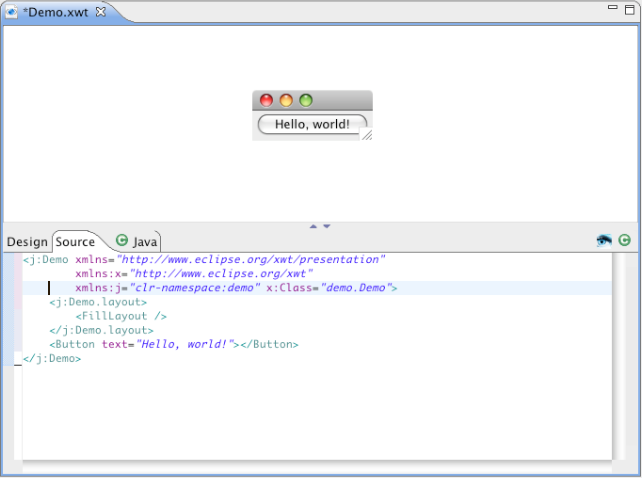 *Demo.xwt
Hello, world!
Design Source Java
<j:Demo xmlns="http://www.eclipse.org/xwt/presentation"
xmlns:x="http://www.eclipse.org/xwt"
xmlns:j="clr-namespace:demo" x:Class="demo.Demo">
<j:Demo.layout>
<FillLayout />
</j:Demo.layout>
<Button text="Hello, world!"></Button>
</j:Demo>